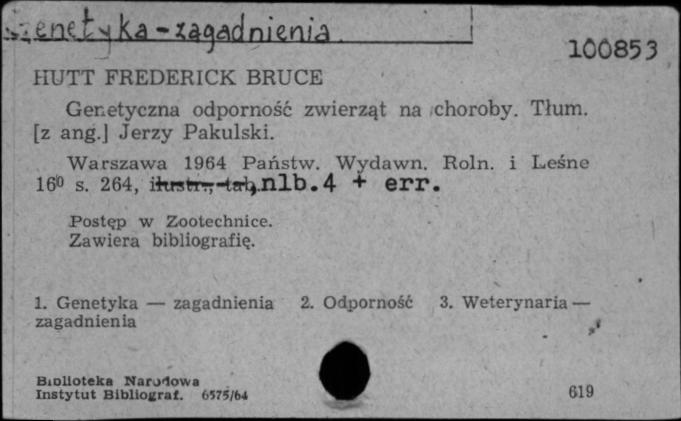 Genetyka - zagadnienia
100853
HUTT FREDERICK BRUCE
Genetyczna odporność zwierząt na choroby. Tłum.
[z ang.] Jerzy Pakulski.
Warszawa 1964 Państw. Wydawn. Roln. i Leśne
16⁰ s. 264, ilustr., tab, nlb.4 + err.
Postęp w Zootechnice.
Zawiera bibliografię.
1. Genetyka — zagadnienia 2. Odporność 3. Weterynaria —
zagadnienia
Biblioteka Narodowa
Instytut Bibliograf. 6575/64
619